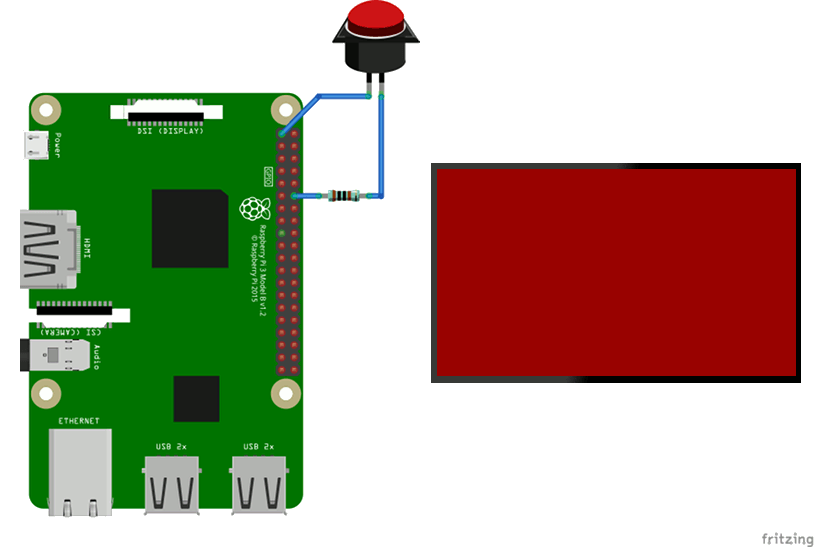 DSI (DISPLAY)
Power
GPIO
HDMI
Raspberry Pi 3 Model B v1.2
© Raspberry Pi 2015
CSI (CAMERA)
Audio
ETHERNET
USB 2x
USB 2x
fritzing